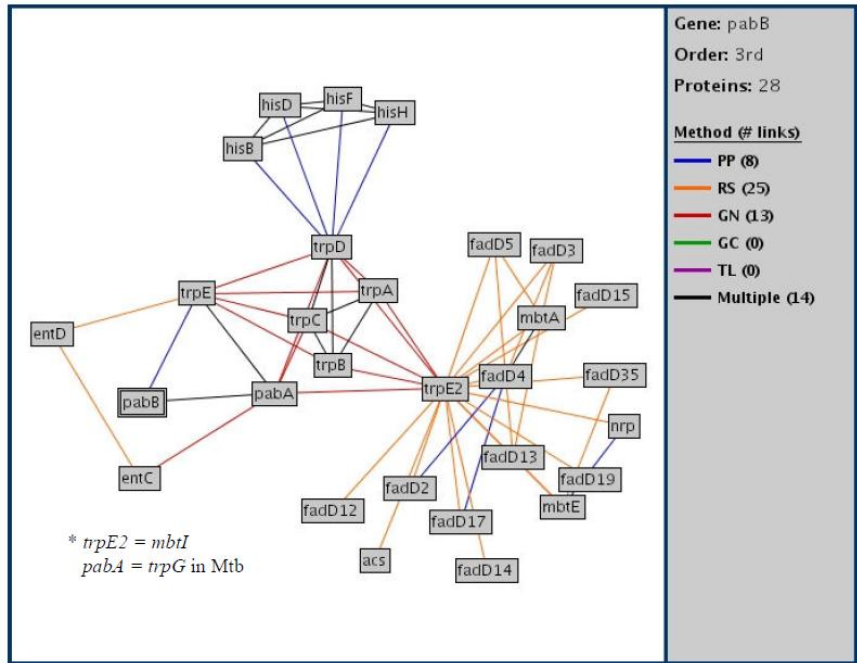 Gene: pabB
Order: 3rd
Proteins: 28
Method (# links)
PP (8)
RS (25)
GN (13)
GC (0)
TL (0)
Multiple (14)
hisD
hisF
hisH
hisB
trpD
fadD5
fadD3
trpE
trpA
fadD15
trpC
mbtA
entD
trpB
fadD4
fadD35
pabB
pabA
trpE2
nrp
entC
fadD2
fadD13
fadD19
fadD12
fadD17
mbtE
acs
fadD14
* trpE2 = mbtI
pabA = trpG in Mtb